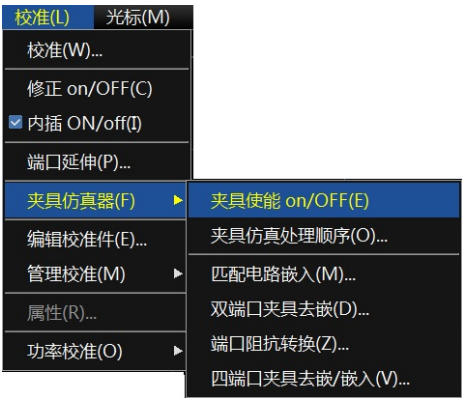 校准(L) 光标(M)
校准(W)...
修正 on/OFF(C)
内插 ON/off(I)
端口延伸(P)...
夹具仿真器(F)
编辑校准件(E)...
管理校准(M)
属性(R)...
功率校准(O)
夹具使能 on/OFF(E)
夹具仿真处理顺序(O)...
匹配电路嵌入(M)...
双端口夹具去嵌(D)...
端口阻抗转换(Z)...
四端口夹具去嵌/嵌入(V)...